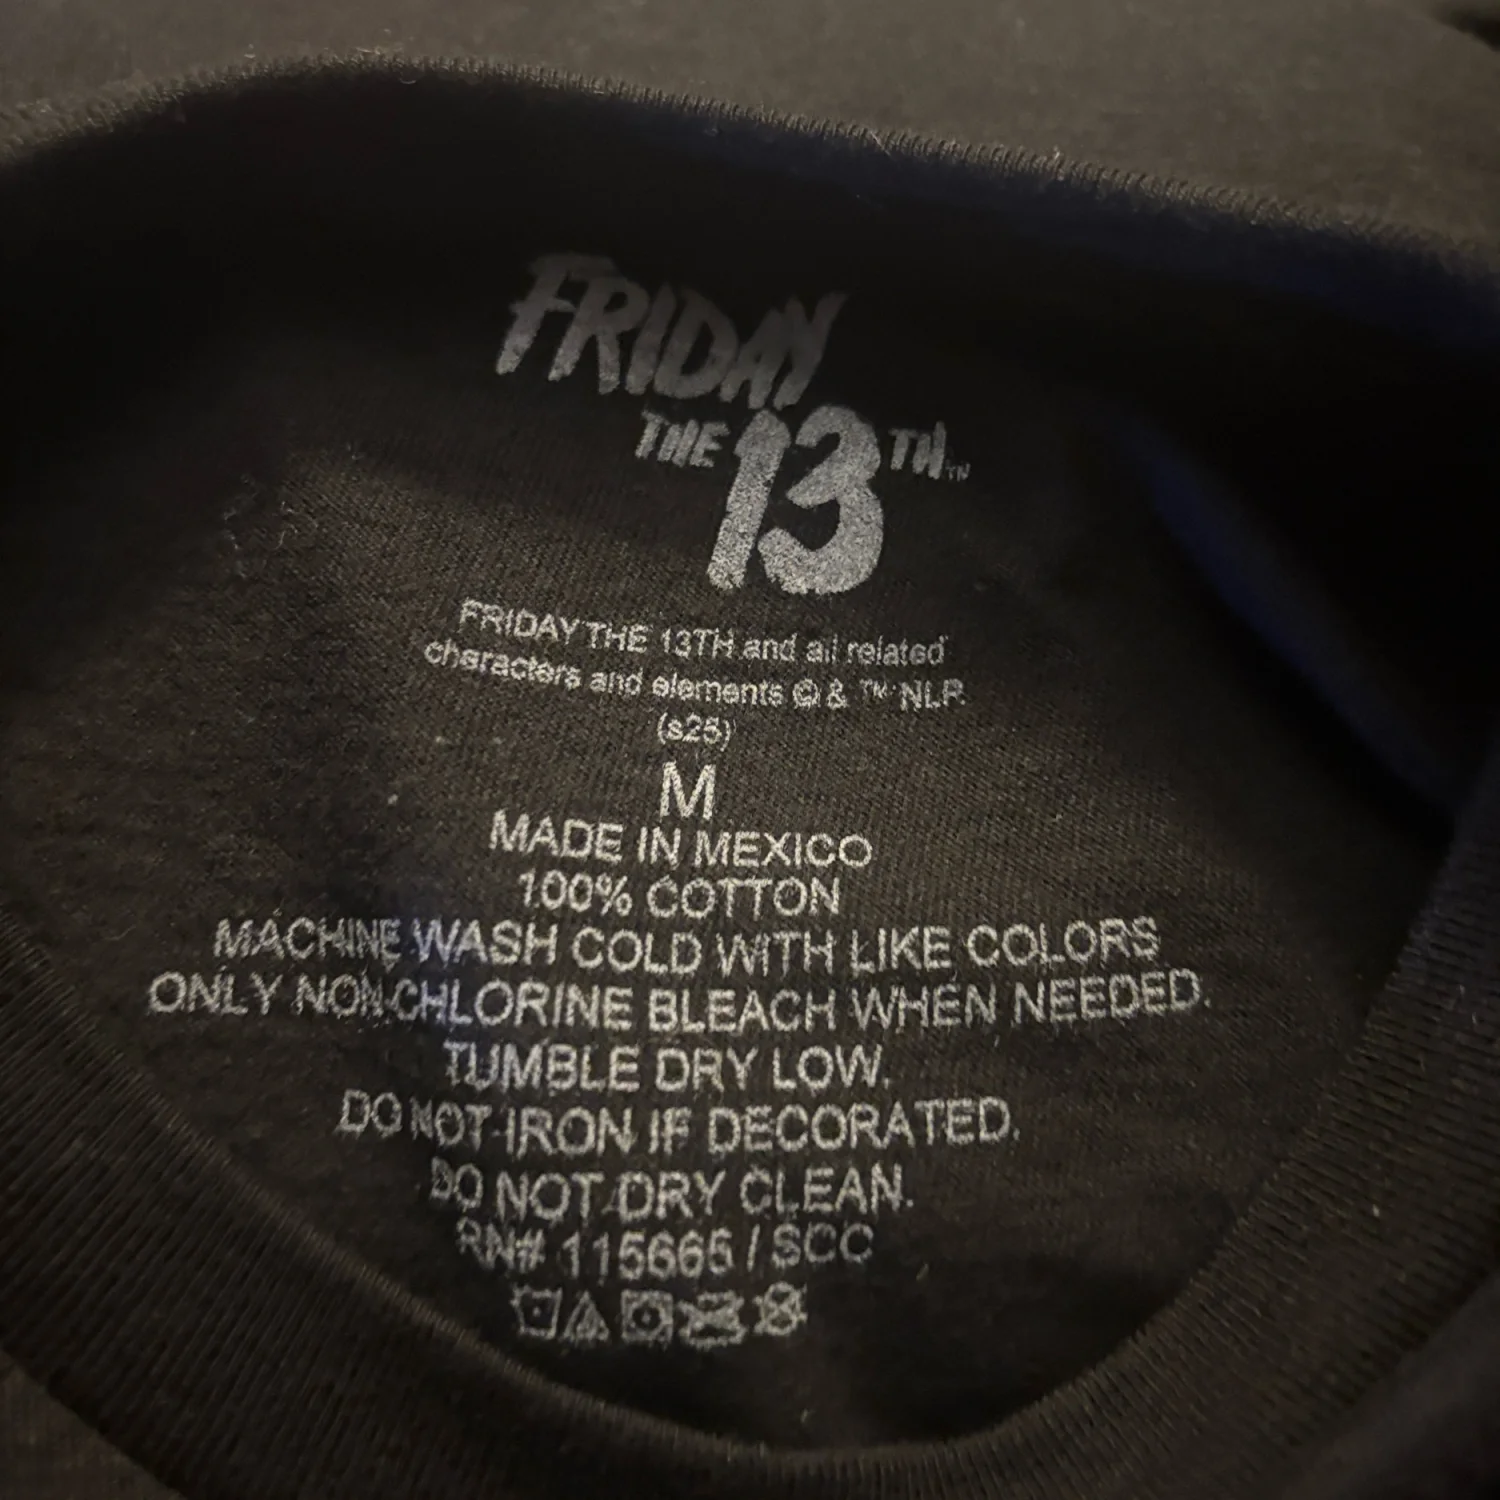 FRIDAY
THE 13TH™
FRIDAY THE 13TH and all related
characters and elements © & ™ NLP.
(s25)
M
MADE IN MEXICO
100% COTTON
MACHINE WASH COLD WITH LIKE COLORS
ONLY NON-CHLORINE BLEACH WHEN NEEDED.
TUMBLE DRY LOW.
DO NOT IRON IF DECORATED.
DO NOT DRY CLEAN.
RN# 115665 / SCC